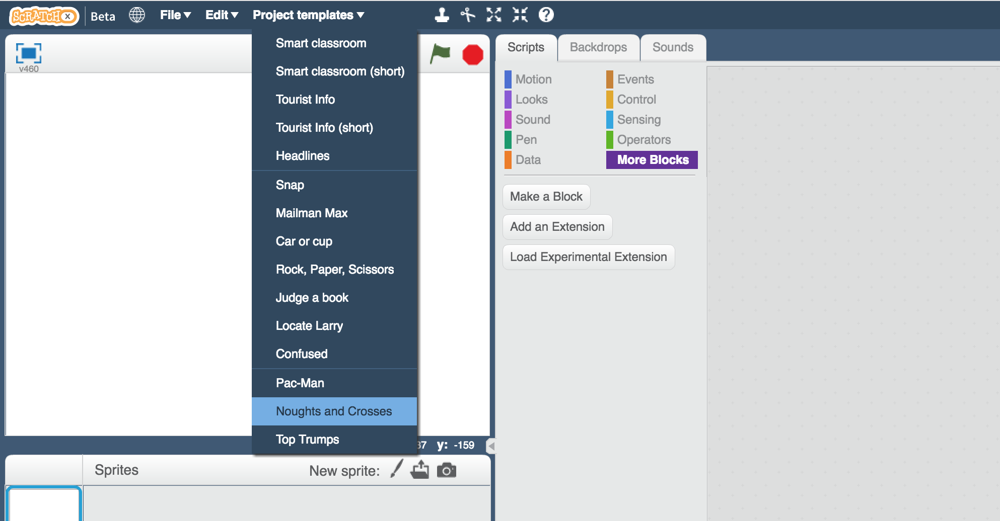 SCRATCH X Beta File Edit Project templates
v460
Smart classroom
Smart classroom (short)
Tourist Info
Tourist Info (short)
Headlines
Snap
Mailman Max
Car or cup
Rock, Paper, Scissors
Judge a book
Locate Larry
Confused
Pac-Man
Noughts and Crosses
Top Trumps
37 y: -159
Sprites New sprite:
Scripts Backdrops Sounds
Motion Events
Looks Control
Sound Sensing
Pen Operators
Data More Blocks
Make a Block
Add an Extension
Load Experimental Extension